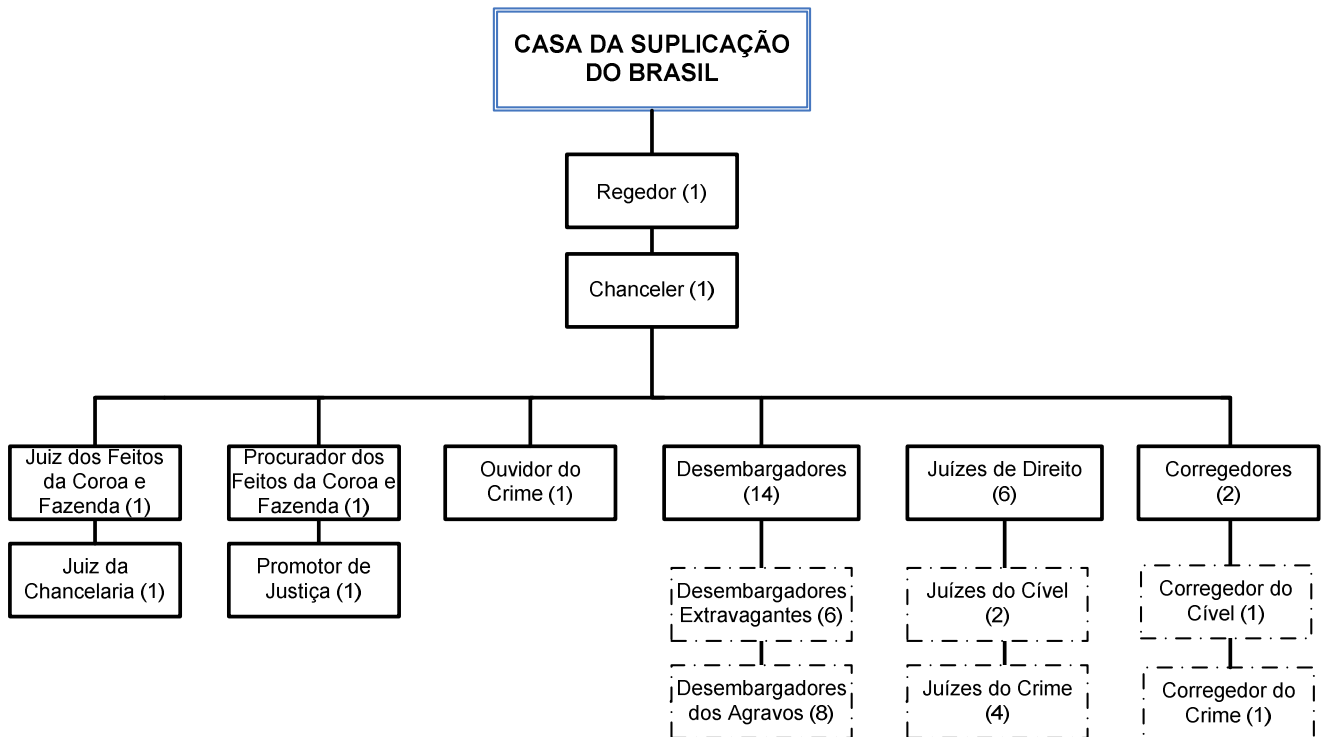 CASA DA SUPLICAÇÃO
DO BRASIL
Regedor (1)
Chanceler (1)
Juiz dos Feitos
da Coroa e
Fazenda (1)
Procurador dos
Feitos da Coroa e
Fazenda (1)
Ouvidor do
Crime (1)
Desembargadores
(14)
Juízes de Direito
(6)
Corregedores
(2)
Juiz da
Chancelaria (1)
Promotor de
Justiça (1)
Desembargadores
Extravagantes (6)
Juízes do Cível
(2)
Corregedor do
Cível (1)
Desembargadores
dos Agravos (8)
Juízes do Crime
(4)
Corregedor do
Crime (1)